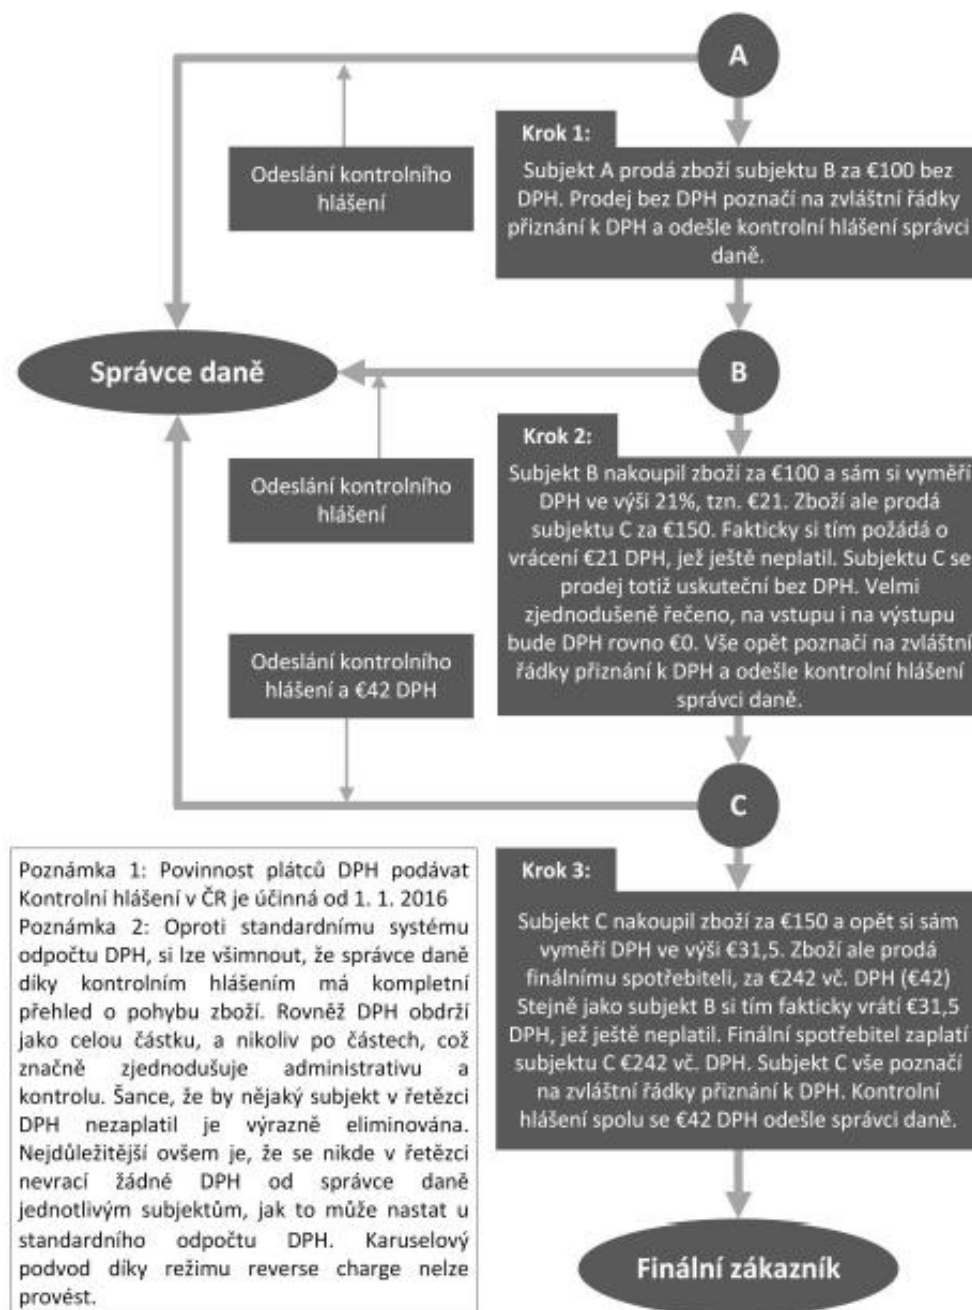 A
Krok 1:
Subjekt A prodá zboží subjektu B za €100 bez
DPH. Prodej bez DPH poznačí na zvláštní řádky
přiznání k DPH a odešle kontrolní hlášení správci
daně.
Odeslání kontrolního
hlášení
Správce daně
B
Krok 2:
Subjekt B nakoupil zboží za €100 a sám si vyměří
DPH ve výši 21%, tzn. €21. Zboží ale prodá
subjektu C za €150. Fakticky si tím požádá o
vrácení €21 DPH, jež ještě neplatil. Subjektu C se
prodej totiž uskuteční bez DPH. Velmi
zjednodušeně řečeno, na vstupu i na výstupu
bude DPH rovno €0. Vše opět poznačí na zvláštní
řádky přiznání k DPH a odešle kontrolní hlášení
správci daně.
Odeslání kontrolního
hlášení
Odeslání kontrolního
hlášení a €42 DPH
C
Krok 3:
Subjekt C nakoupil zboží za €150 a opět si sám
vyměří DPH ve výši €31,5. Zboží ale prodá
finálnímu spotřebiteli, za €242 vč. DPH (€42)
Stejně jako subjekt B si tím fakticky vrátí €31,5
DPH, jež ještě neplatil. Finální spotřebitel zaplatí
subjektu C €242 vč. DPH. Subjekt C vše poznačí
na zvláštní řádky přiznání k DPH. Kontrolní
hlášení spolu se €42 DPH odešle správci daně.
Finální zákazník
Poznámka 1: Povinnost plátců DPH podávat
Kontrolní hlášení v ČR je účinná od 1. 1. 2016
Poznámka 2: Oproti standardnímu systému
odpočtu DPH, si lze všimnout, že správce daně
díky kontrolním hlášením má kompletní
přehled o pohybu zboží. Rovněž DPH obdrží
jako celou částku, a nikoliv po částech, což
značně zjednodušuje administrativu a
kontrolu. Šance, že by nějaký subjekt v řetězci
DPH nezaplatil je výrazně eliminována.
Nejdůležitější ovšem je, že se nikde v řetězci
nevrací žádné DPH od správce daně
jednotlivým subjektům, jak to může nastat u
standardního odpočtu DPH. Karuselový
podvod díky režimu reverse charge nelze
provést.